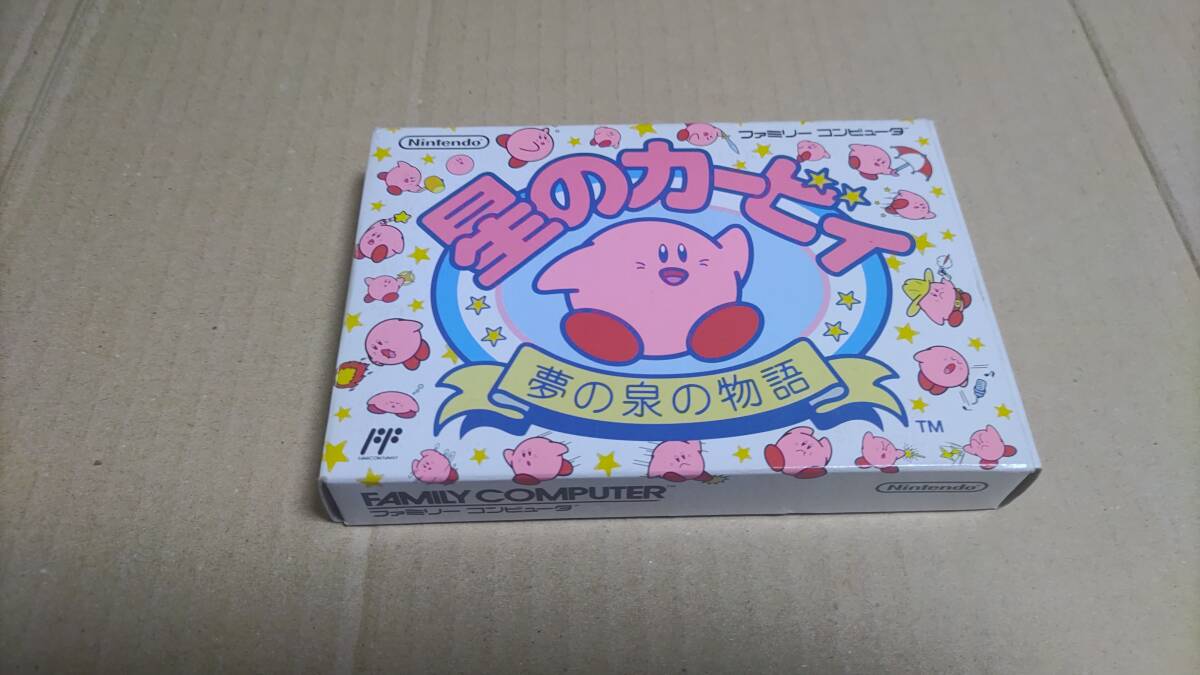 Nintendo
ファミリー コンピュータ
星のカービィ
夢の泉の物語
TM
FAMILY COMPUTER™
Nintendo
ファミリー コンピュータ